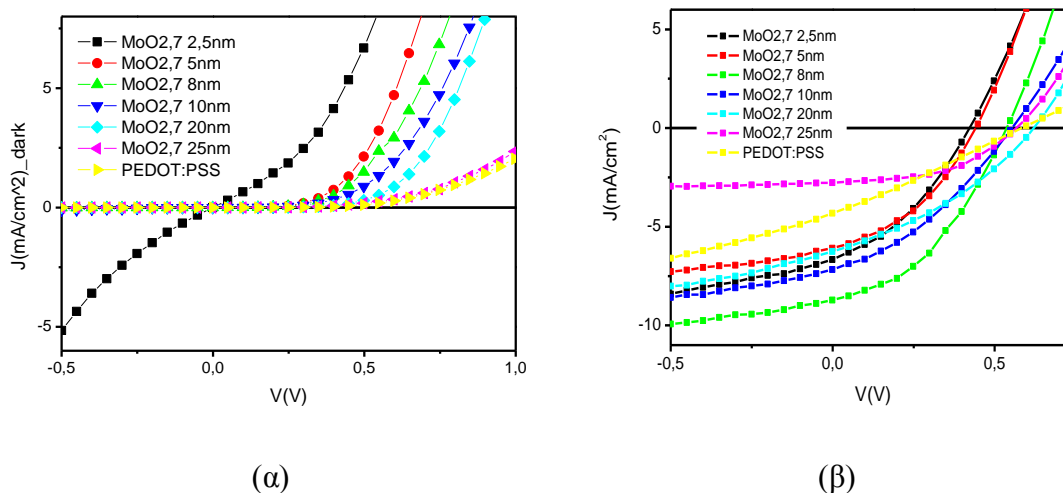 J(mA/cm^2)_dark
5
0
-5
MoO2,7 2,5nm
MoO2,7 5nm
MoO2,7 8nm
MoO2,7 10nm
MoO2,7 20nm
MoO2,7 25nm
PEDOT:PSS
-0,5 0,0 0,5 1,0
V(V)
(α)
J(mA/cm²)
5
0
-5
-10
MoO2,7 2,5nm
MoO2,7 5nm
MoO2,7 8nm
MoO2,7 10nm
MoO2,7 20nm
MoO2,7 25nm
PEDOT:PSS
-0,5 0,0 0,5
V(V)
(β)